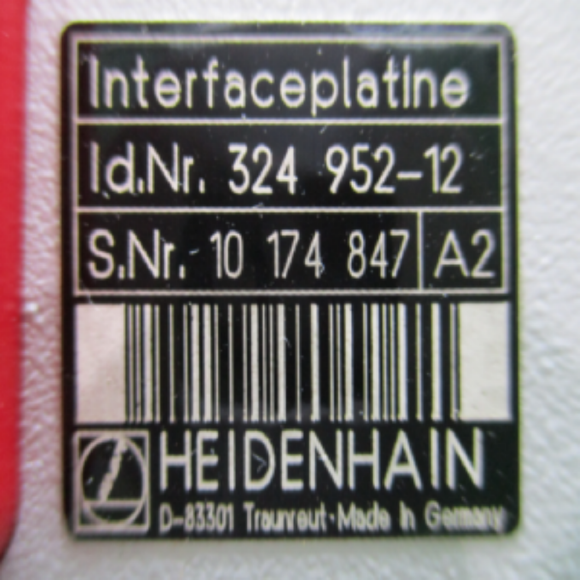 Interfaceplatine
Id.Nr. 324 952-12
S.Nr. 10 174 847 A2
HEIDENHAIN
D-83301 Traunreut·Made in Germany